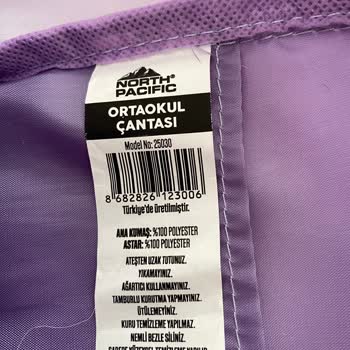 NORTH®
PACIFIC
ORTAOKUL
ÇANTASI
Model No: 25030
8 682826 123006
Türkiye'de üretilmiştir.
ANA KUMAŞ: %100 POLYESTER
ASTAR: %100 POLYESTER
ATEŞTEN UZAK TUTUNUZ.
YIKAMAYINIZ.
AĞARTICI KULLANMAYINIZ.
TAMBURLU KURUTMA YAPMAYINIZ.
ÜTÜLEMEYİNİZ.
KURU TEMİZLEME YAPILMAZ.
NEMLİ BEZLE SİLİNİZ.